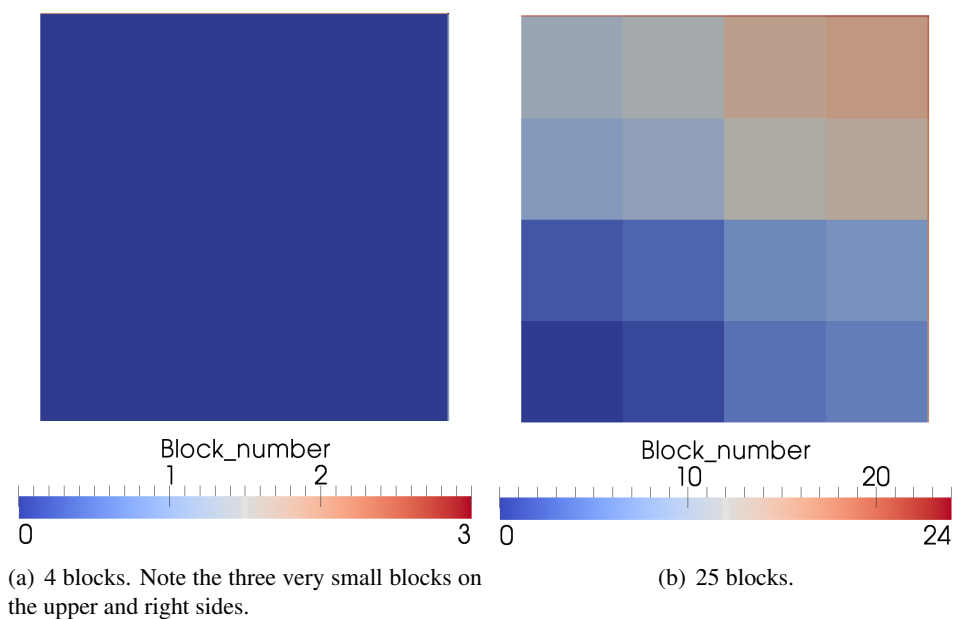 Block_number
1 2
0 3
(a) 4 blocks. Note the three very small blocks on
the upper and right sides.
Block_number
10 20
0 24
(b) 25 blocks.